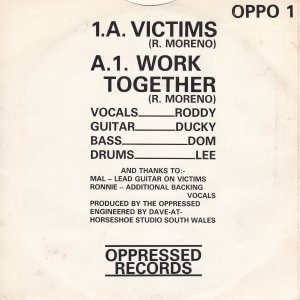 OPPO 1
1.A. VICTIMS
(R. MORENO)
A.1. WORK
TOGETHER
(R. MORENO)
VOCALS RODDY
GUITAR DUCKY
BASS DOM
DRUMS LEE
AND THANKS TO:-
MAL – LEAD GUITAR ON VICTIMS
RONNIE – ADDITIONAL BACKING
VOCALS
PRODUCED BY THE OPPRESSED
ENGINEERED BY DAVE-AT-
HORSESHOE STUDIO SOUTH WALES
OPPRESSED
RECORDS